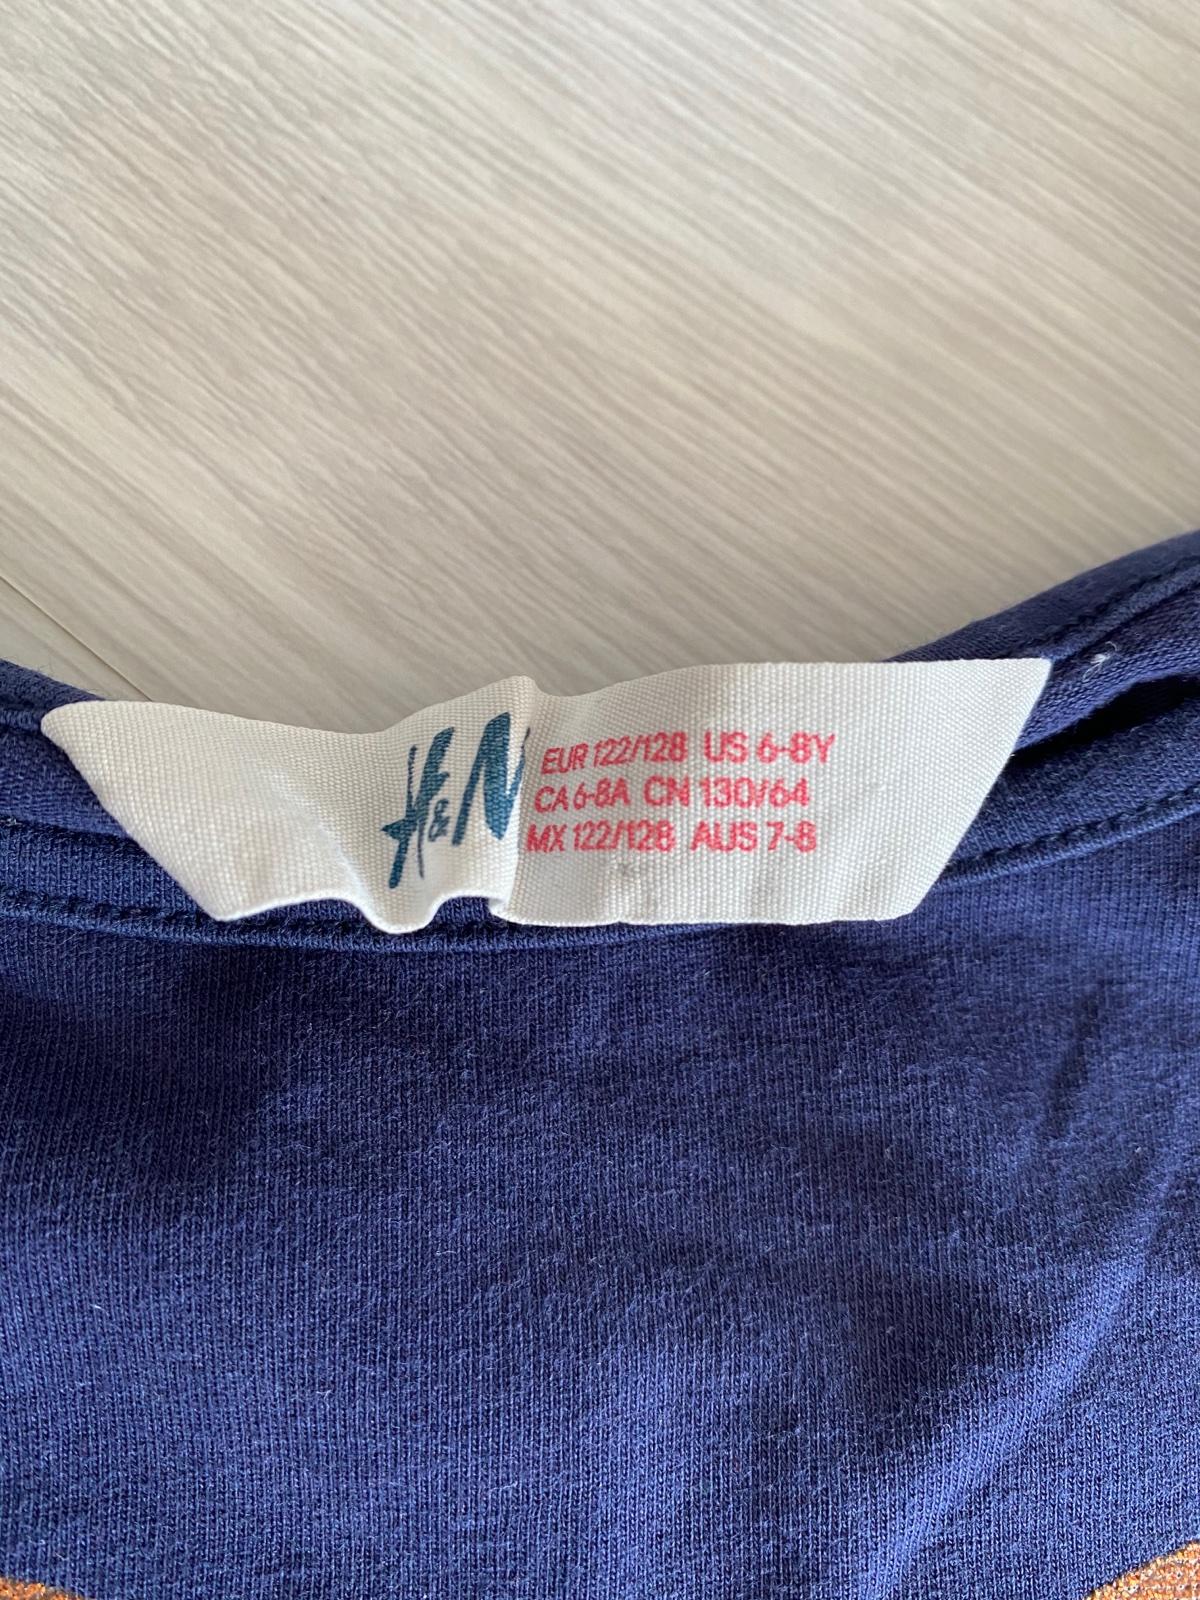 H&M
EUR 122/128 US 6-8Y
CA 6-8A CN 130/64
MX 122/128 AUS 7-8